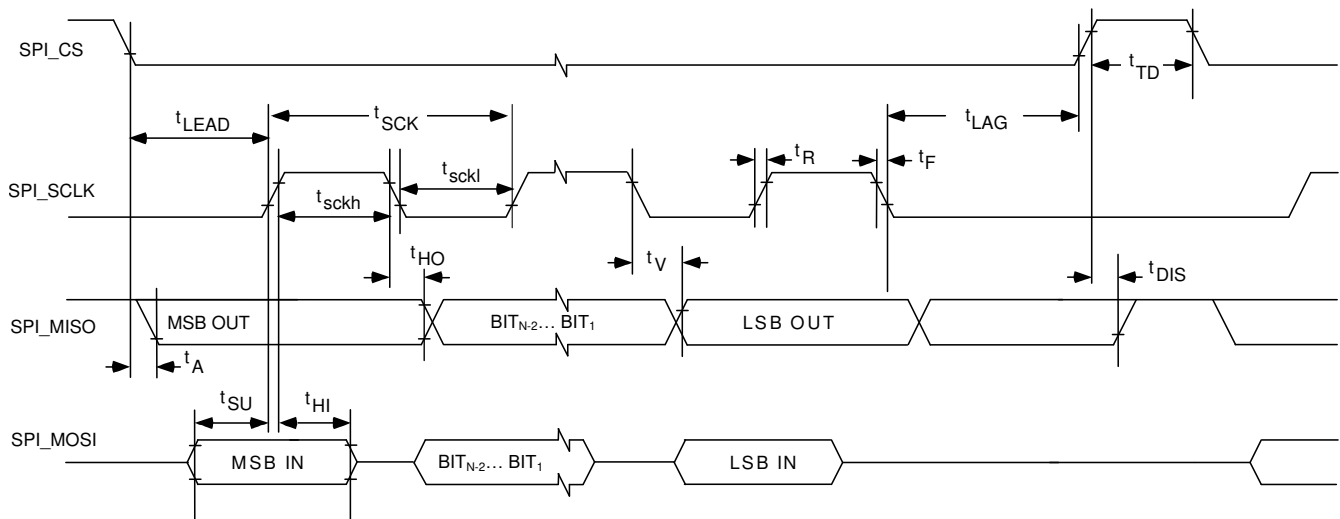 SPI_CS
tTD
tLEAD
tSCK
tLAG
tR
tF
SPI_SCLK
tsckl
tsckh
tHO
tV
tDIS
SPI_MISO
MSB OUT
BITN-2... BIT1
LSB OUT
tA
tSU
tHI
SPI_MOSI
MSB IN
BITN-2... BIT1
LSB IN